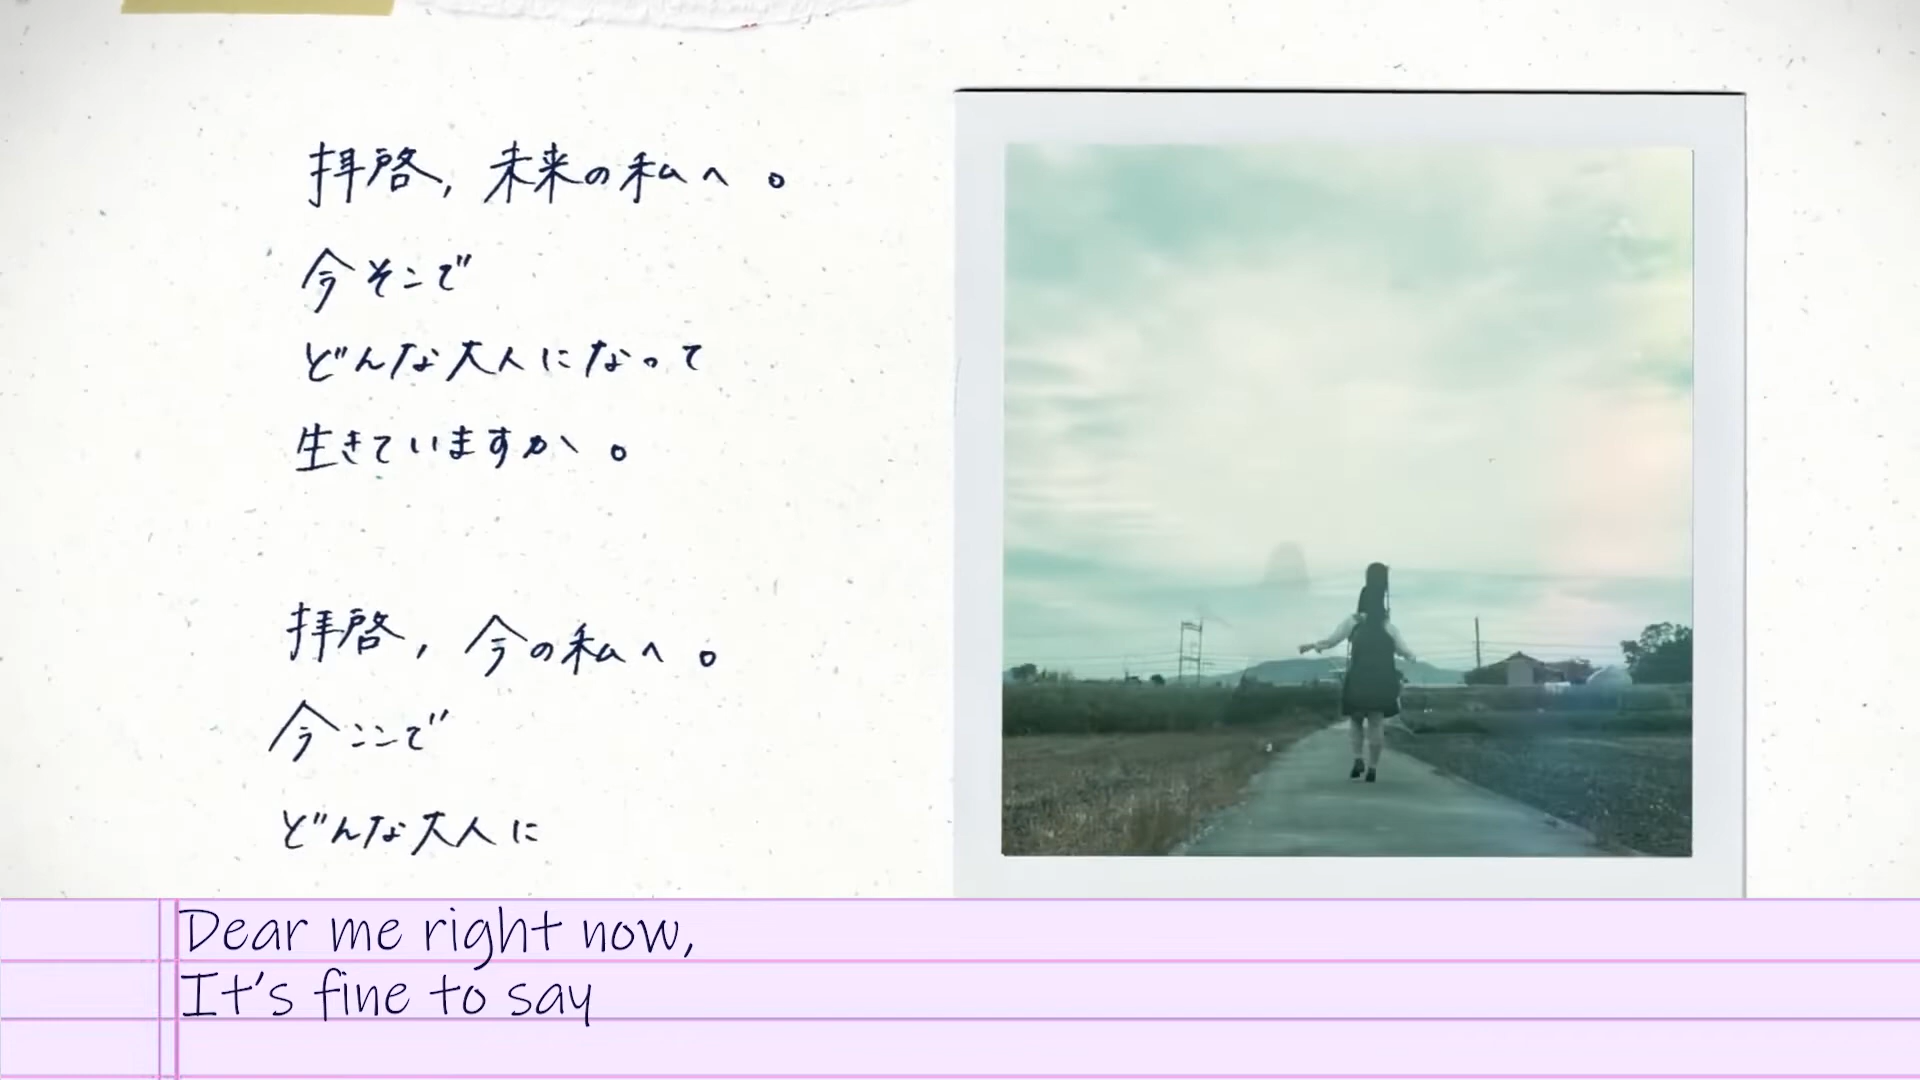 拝啓, 未来の私へ。
今そこで
どんな大人になって
生きていますか。
拝啓, 今の私へ。
今ここで
どんな大人に
Dear me right now,
It's fine to say